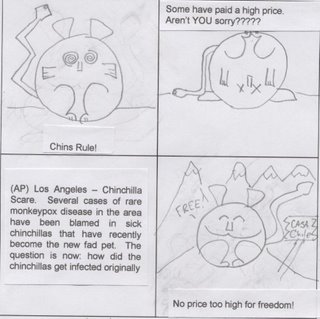 Chins Rule!
Some have paid a high price.
Aren't YOU sorry?????
(AP) Los Angeles – Chinchilla
Scare. Several cases of rare
monkeypox disease in the area
have been blamed in sick
chinchillas that have recently
become the new fad pet. The
question is now: how did the
chinchillas get infected originally
FREE!
CASA 2
Chile
No price too high for freedom!